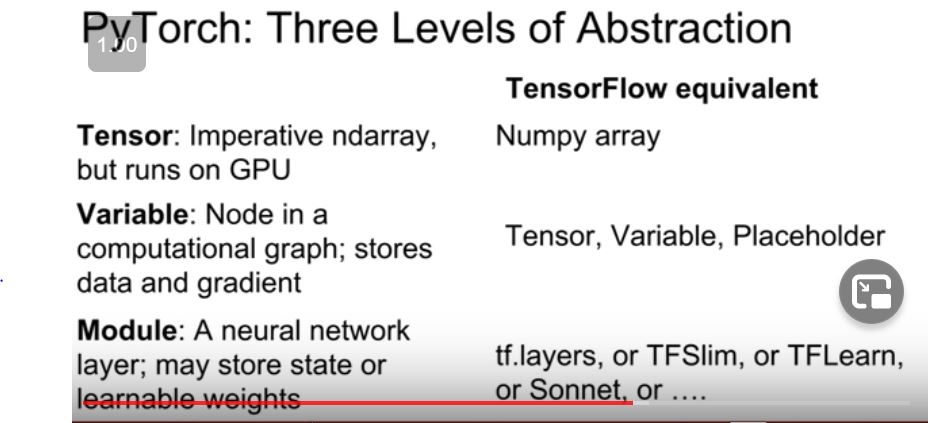 PyTorch: Three Levels of Abstraction
1.00
TensorFlow equivalent
Tensor: Imperative ndarray,
but runs on GPU
Numpy array
Variable: Node in a
computational graph; stores
data and gradient
Tensor, Variable, Placeholder
Module: A neural network
layer; may store state or
learnable weights
tf.layers, or TFSlim, or TFLearn,
or Sonnet, or ....